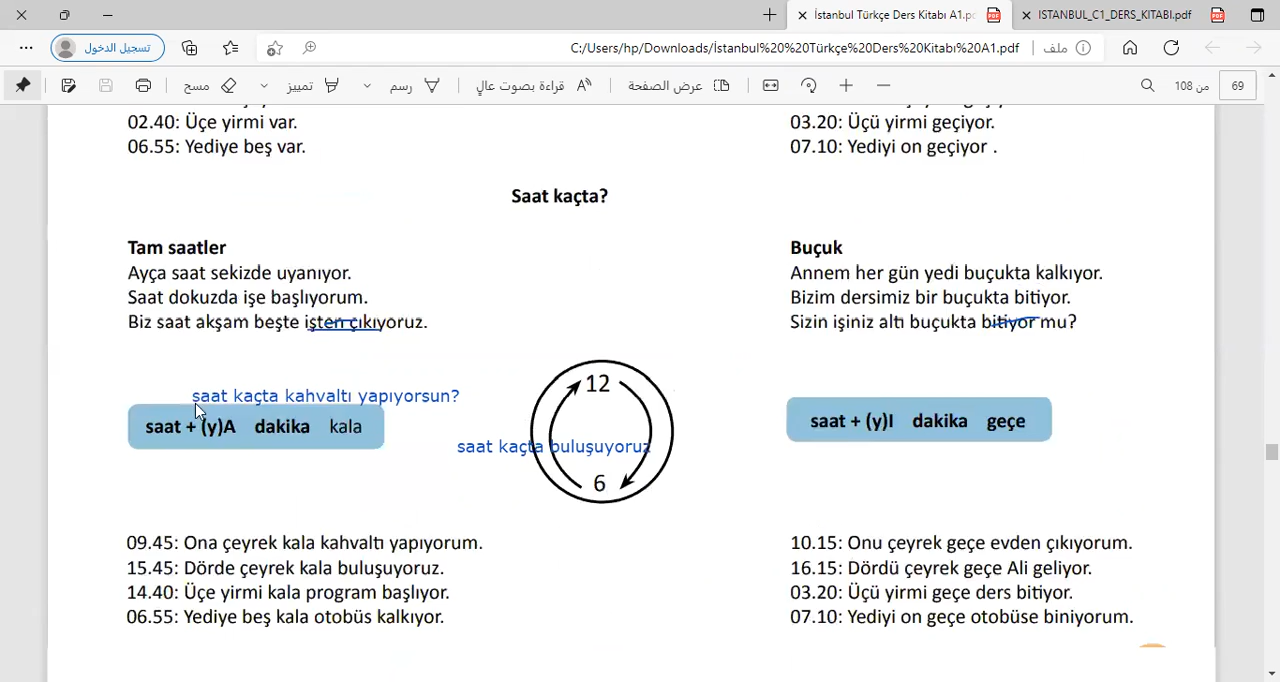 İstanbul Türkçe Ders Kitabı A1.p
ISTANBUL_C1_DERS_KITABI.pdf
تسجيل الدخول
C:/Users/hp/Downloads/İstanbul%20%20Türkçe%20Ders%20Kitabı%20A1.pdf
ملف
مسح
تمييز
رسم
قراءة بصوت عالٍ
عرض الصفحة
من 108
69
02.40: Üçe yirmi var.
06.55: Yediye beş var.
03.20: Üçü yirmi geçiyor.
07.10: Yediyi on geçiyor .
Saat kaçta?
Tam saatler
Ayça saat sekizde uyanıyor.
Saat dokuzda işe başlıyorum.
Biz saat akşam beşte işten çıkıyoruz.
Buçuk
Annem her gün yedi buçukta kalkıyor.
Bizim dersimiz bir buçukta bitiyor.
Sizin işiniz altı buçukta bitiyor mu?
saat kaçta kahvaltı yapıyorsun?
saat + (y)A dakika kala
12
saat kaçta buluşuyoruz
6
saat + (y)I dakika geçe
09.45: Ona çeyrek kala kahvaltı yapıyorum.
15.45: Dörde çeyrek kala buluşuyoruz.
14.40: Üçe yirmi kala program başlıyor.
06.55: Yediye beş kala otobüs kalkıyor.
10.15: Onu çeyrek geçe evden çıkıyorum.
16.15: Dördü çeyrek geçe Ali geliyor.
03.20: Üçü yirmi geçe ders bitiyor.
07.10: Yediyi on geçe otobüse biniyorum.